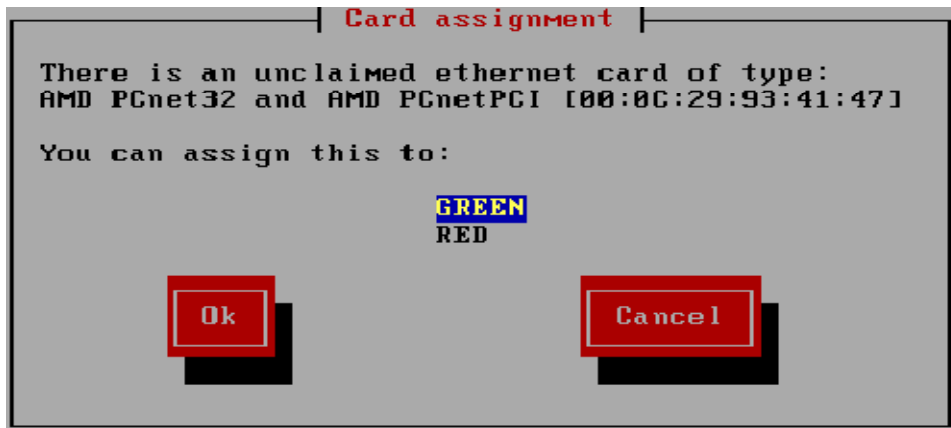 Card assignment
There is an unclaimed ethernet card of type:
AMD PCnet32 and AMD PCnetPCI [00:0C:29:93:41:47]
You can assign this to:
GREEN
RED
Ok
Cancel